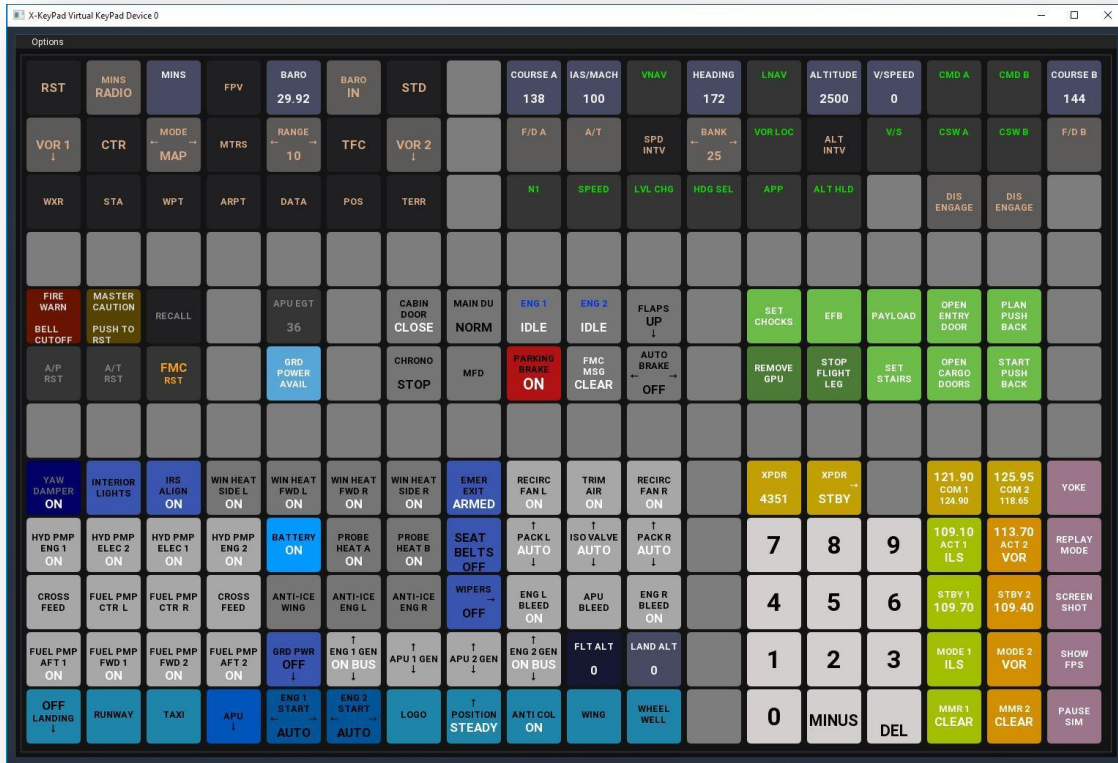 X-KeyPad Virtual KeyPad Device 0
Options
RST
MINS
RADIO
MINS
FPV
BARO
29.92
BARO
IN
STD
COURSE A
138
IAS/MACH
100
VNAV
HEADING
172
LNAV
ALTITUDE
2500
V/SPEED
0
CMD A
CMD B
COURSE B
144
VOR 1
↓
CTR
MODE
← →
MAP
MTRS
RANGE
← →
10
TFC
VOR 2
↓
F/D A
A/T
SPD
INTV
BANK
← →
25
VOR LOC
ALT
INTV
V/S
CSW A
CSW B
F/D B
WXR
STA
WPT
ARPT
DATA
POS
TERR
N1
SPEED
LVL CHG
HDG SEL
APP
ALT HLD
DIS
ENGAGE
DIS
ENGAGE
FIRE
WARN
BELL
CUTOFF
MASTER
CAUTION
PUSH TO
RST
RECALL
APU EGT
36
CABIN
DOOR
CLOSE
MAIN DU
NORM
ENG 1
IDLE
ENG 2
IDLE
FLAPS
UP
↓
SET
CHOCKS
EFB
PAYLOAD
OPEN
ENTRY
DOOR
PLAN
PUSH
BACK
A/P
RST
A/T
RST
FMC
RST
GRD
POWER
AVAIL
CHRONO
STOP
MFD
PARKING
BRAKE
ON
FMC
MSG
CLEAR
AUTO
BRAKE
← →
OFF
REMOVE
GPU
STOP
FLIGHT
LEG
SET
STAIRS
OPEN
CARGO
DOORS
START
PUSH
BACK
YAW
DAMPER
ON
INTERIOR
LIGHTS
IRS
ALIGN
ON
WIN HEAT
SIDE L
ON
WIN HEAT
FWD L
ON
WIN HEAT
FWD R
ON
WIN HEAT
SIDE R
ON
EMER
EXIT
ARMED
RECIRC
FAN L
ON
TRIM
AIR
ON
RECIRC
FAN R
ON
XPDR
4351
XPDR
→
STBY
121.90
COM 1
124.90
125.95
COM 2
118.65
YOKE
HYD PMP
ENG 1
ON
HYD PMP
ELEC 2
ON
HYD PMP
ELEC 1
ON
HYD PMP
ENG 2
ON
BATTERY
ON
PROBE
HEAT A
ON
PROBE
HEAT B
ON
SEAT
BELTS
OFF
↑
PACK L
AUTO
↓
↑
ISO VALVE
AUTO
↓
↑
PACK R
AUTO
↓
7
8
9
109.10
ACT 1
ILS
113.70
ACT 2
VOR
REPLAY
MODE
CROSS
FEED
FUEL PMP
CTR L
FUEL PMP
CTR R
CROSS
FEED
ANTI-ICE
WING
ANTI-ICE
ENG L
ANTI-ICE
ENG R
WIPERS
→
OFF
ENG L
BLEED
ON
APU
BLEED
ENG R
BLEED
ON
4
5
6
STBY 1
109.70
STBY 2
109.40
SCREEN
SHOT
FUEL PMP
AFT 1
ON
FUEL PMP
FWD 1
ON
FUEL PMP
FWD 2
ON
FUEL PMP
AFT 2
ON
GRD PWR
OFF
↓
↑
ENG 1 GEN
ON BUS
↓
↑
APU 1 GEN
↓
↑
APU 2 GEN
↓
↑
ENG 2 GEN
ON BUS
↓
FLT ALT
0
LAND ALT
0
1
2
3
MODE 1
ILS
MODE 2
VOR
SHOW
FPS
OFF
LANDING
↓
RUNWAY
TAXI
APU
↓
ENG 1
START
← →
AUTO
ENG 2
START
← →
AUTO
LOGO
↑
POSITION
STEADY
ANTI COL
ON
WING
WHEEL
WELL
0
MINUS
DEL
MMR 1
CLEAR
MMR 2
CLEAR
PAUSE
SIM